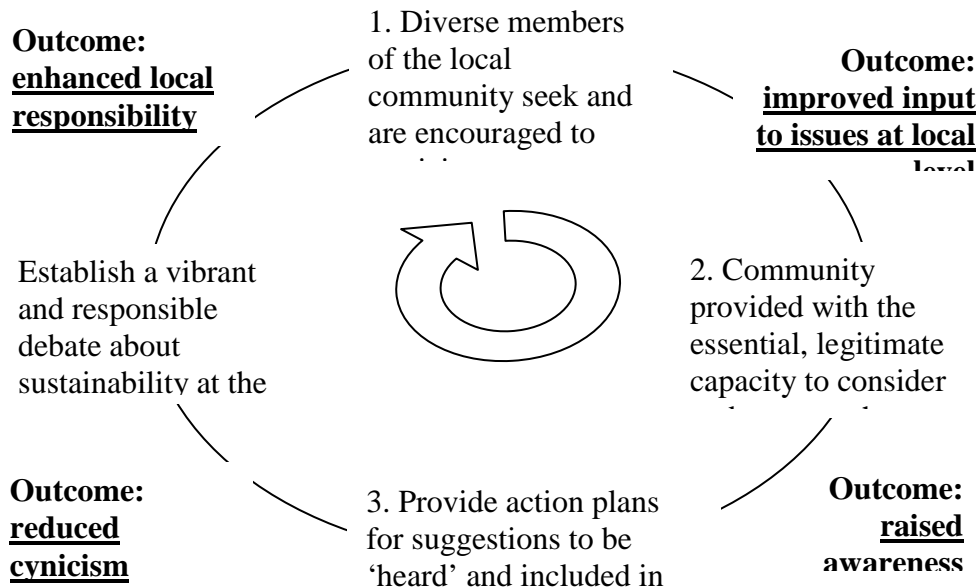 Outcome:
enhanced local
responsibility
1. Diverse members
of the local
community seek and
are encouraged to
Outcome:
improved input
to issues at local
level
Establish a vibrant
and responsible
debate about
sustainability at the
2. Community
provided with the
essential, legitimate
capacity to consider
Outcome:
reduced
cynicism
3. Provide action plans
for suggestions to be
‘heard’ and included in
Outcome:
raised
awareness